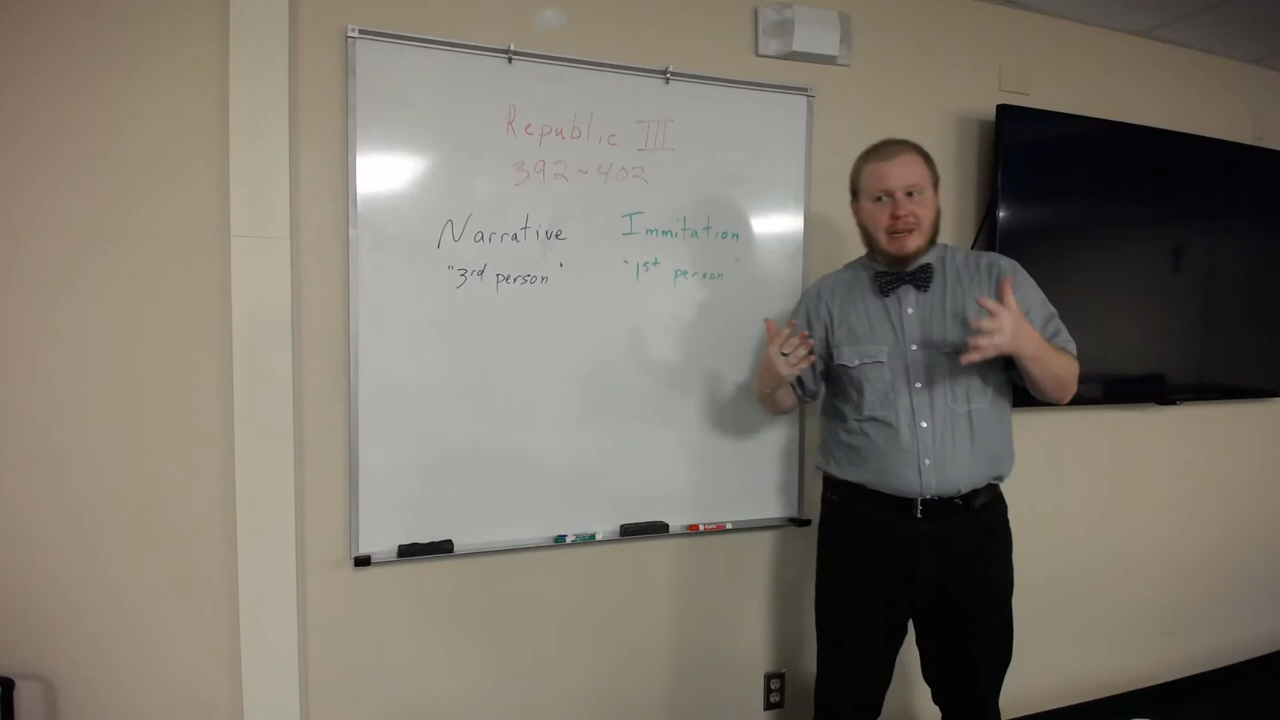 Republic III
392~402
Narrative Immitation
"3rd person" "1st person"